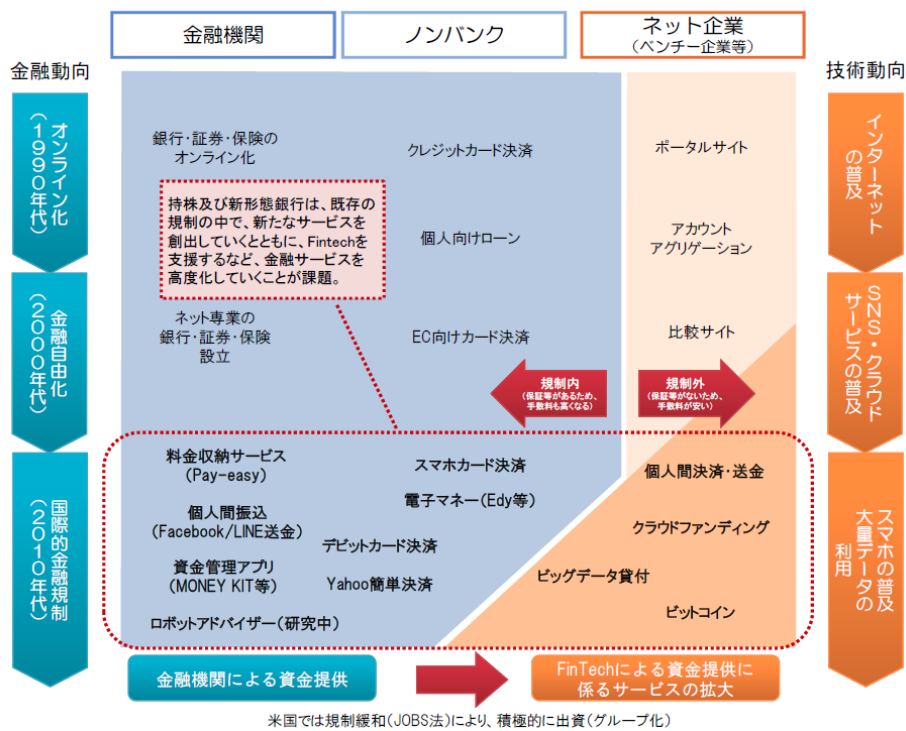 金融機関
ノンバンク
ネット企業
(ベンチー企業等)
金融動向
技術動向
オンライン化
(1990年代)
金融自由化
(2000年代)
国際的金融規制
(2010年代)
銀行・証券・保険の
オンライン化
クレジットカード決済
ポータルサイト
持株及び新形態銀行は、既存の
規制の中で、新たなサービスを
創出していくとともに、Fintechを
支援するなど、金融サービスを
高度化していくことが課題。
個人向けローン
アカウント
アグリゲーション
ネット専業の
銀行・証券・保険
設立
EC向けカード決済
比較サイト
規制内
(保証等があるため、
手数料も高くなる)
規制外
(保証等がないため、
手数料が安い)
料金収納サービス
(Pay-easy)
スマホカード決済
個人間決済・送金
電子マネー(Edy等)
個人間振込
(Facebook/LINE送金)
クラウドファンディング
デビットカード決済
資金管理アプリ
(MONEY KIT等)
Yahoo簡単決済
ビッグデータ貸付
ロボットアドバイザー(研究中)
ビットコイン
インターネット
の普及
SNS・クラウド
サービスの普及
スマホの普及
大量データの
利用
金融機関による資金提供
FinTechによる資金提供に
係るサービスの拡大
米国では規制緩和(JOBS法)により、積極的に出資(グループ化)